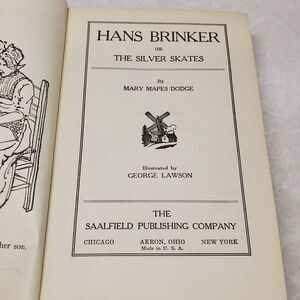 HANS BRINKER
OR
THE SILVER SKATES
By
MARY MAPES DODGE
Illustrated by
GEORGE LAWSON
THE
SAALFIELD PUBLISHING COMPANY
CHICAGO AKRON, OHIO NEW YORK
Made in U. S. A.
her son.